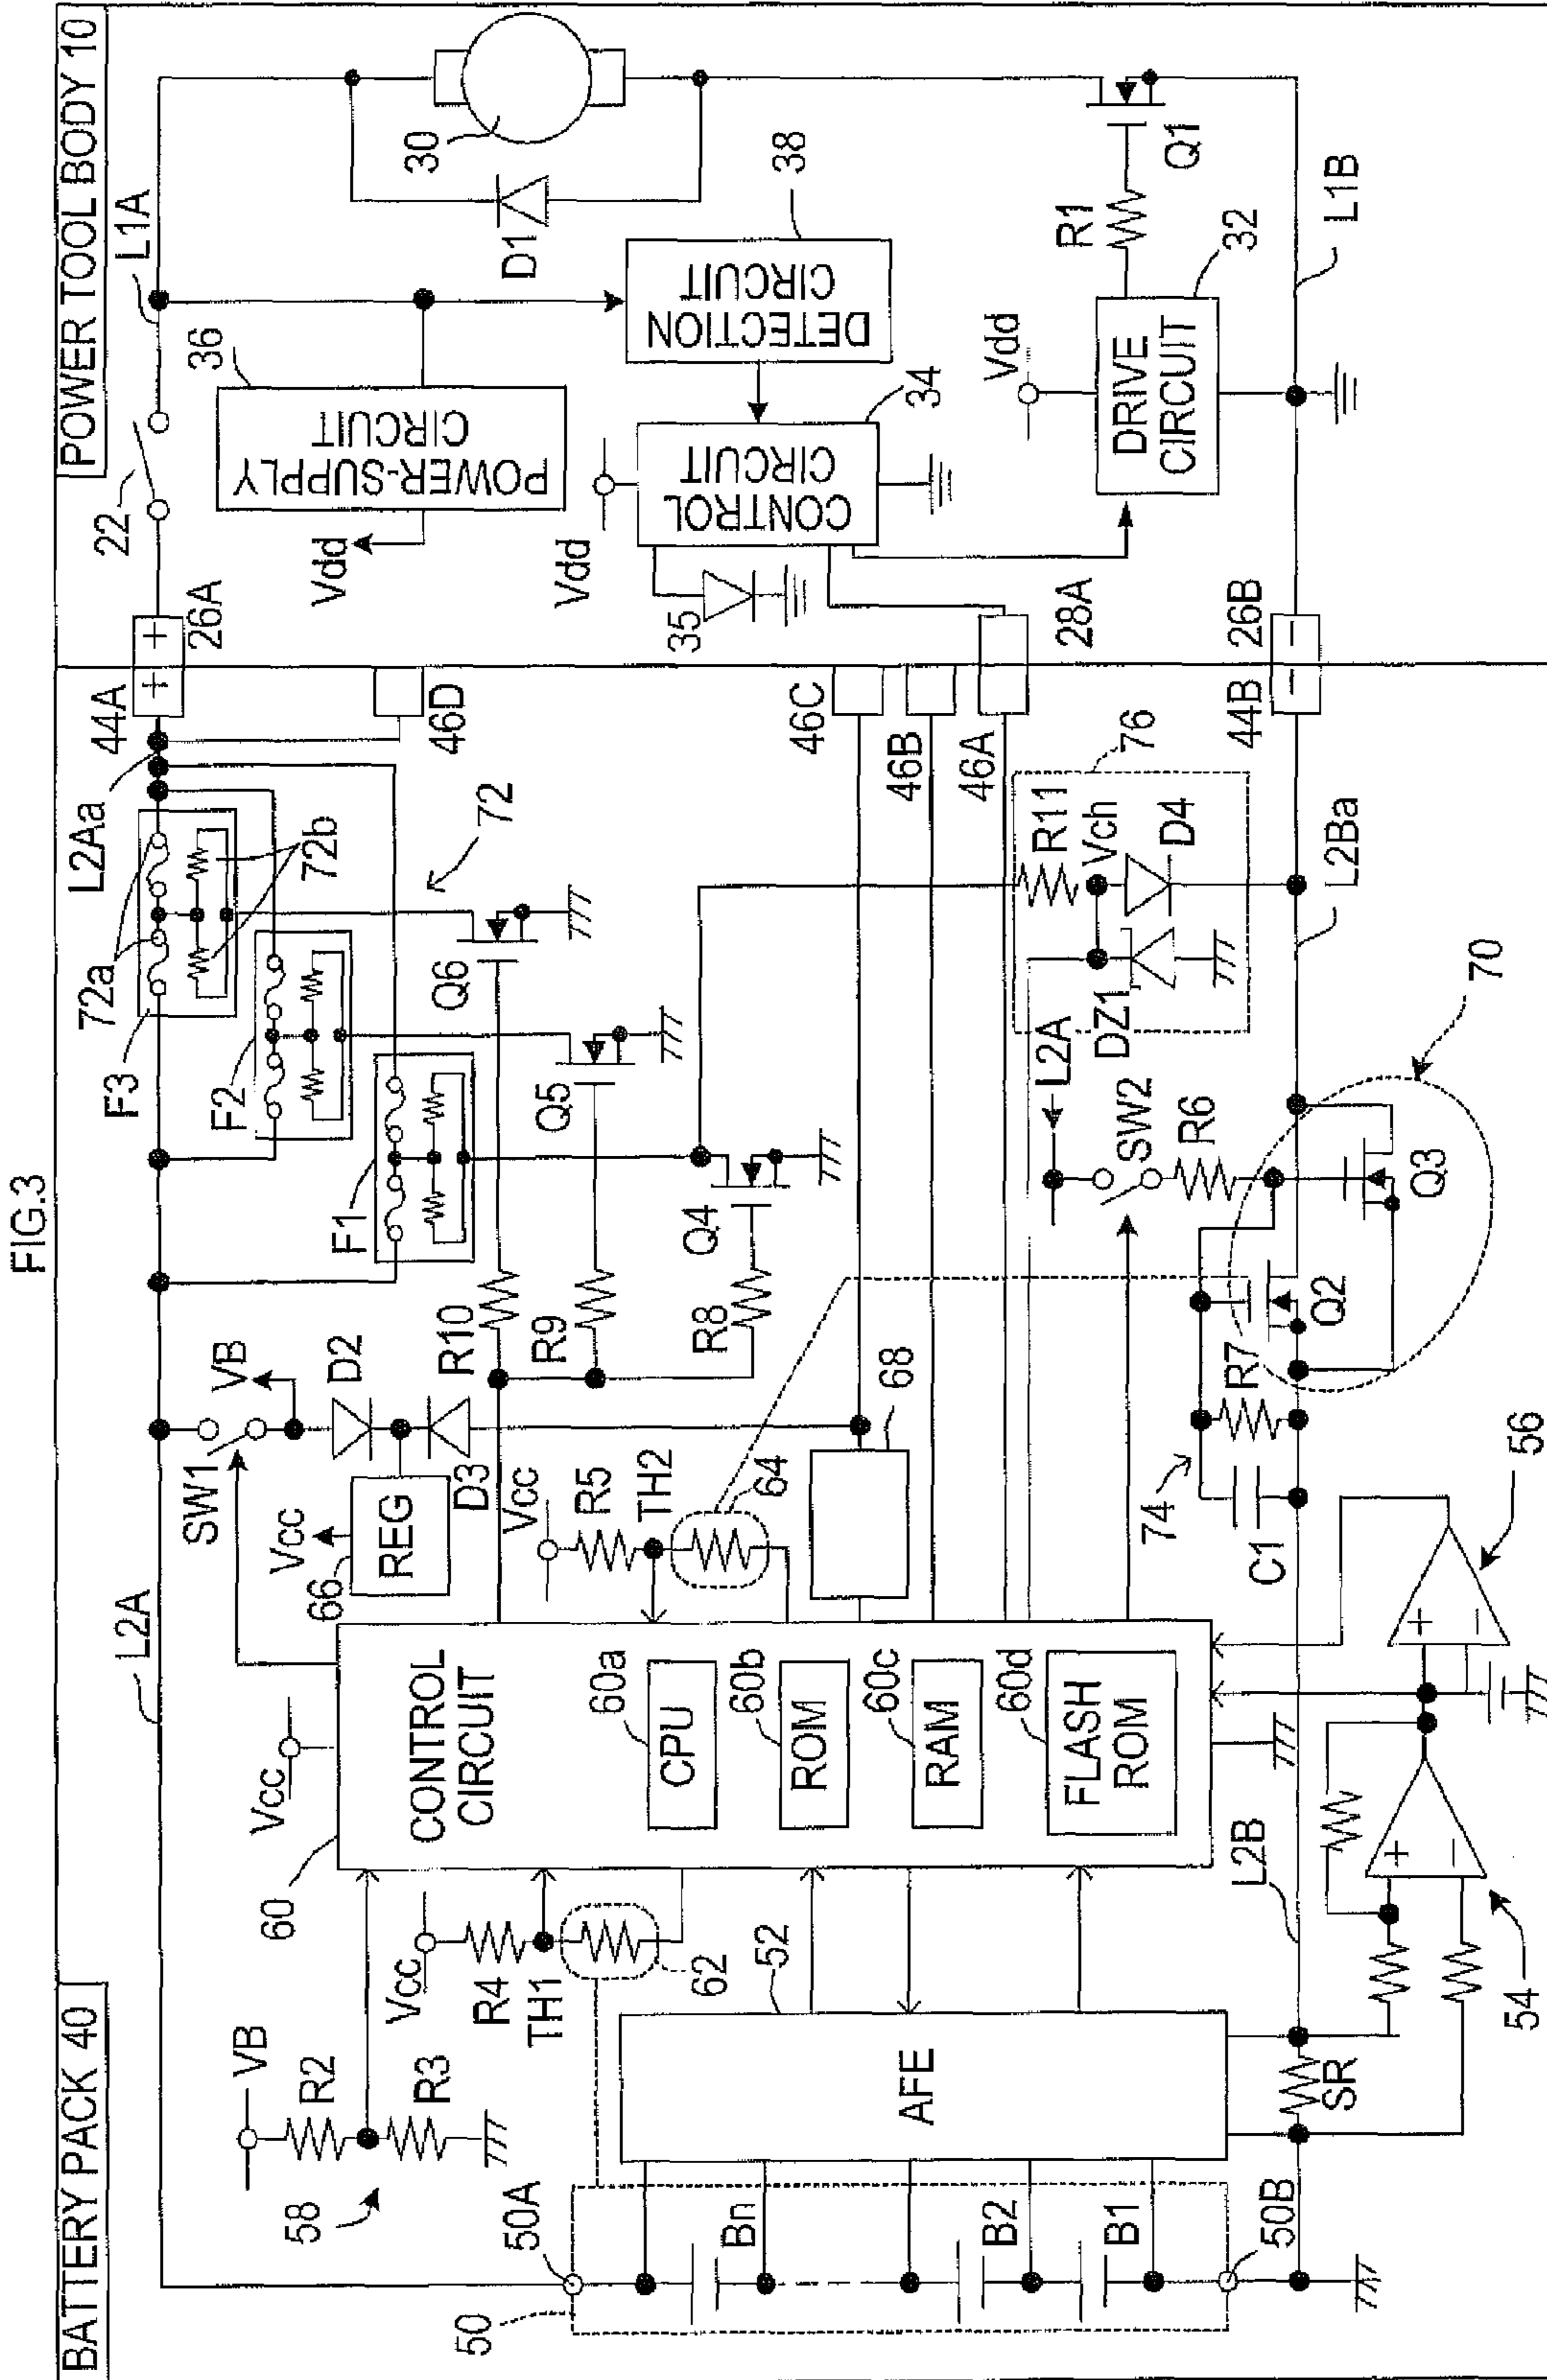 FIG.3
BATTERY PACK 40
POWER TOOL BODY 10
L2A
SW1
VB
D2
Vcc
66
REG
D3
F3
72a
L2Aa
44A
+
+
26A
22
L1A
F2
F1
72b
72
46D
Vdd
36
POWER-SUPPLY
CIRCUIT
D1
30
VB
R2
R3
58
60
Vcc
CONTROL
CIRCUIT
Vcc
R4
TH1
62
60a
CPU
60b
ROM
60c
RAM
60d
FLASH
ROM
Vcc
R5
TH2
64
68
R10
R9
R8
Q6
Q5
Q4
46C
46B
46A
28A
Vdd
35
CONTROL
CIRCUIT
34
DETECTION
CIRCUIT
38
50A
50
Bn
B2
B1
50B
52
AFE
SR
L2B
54
+
−
56
+
−
74
C1
R7
Q2
Q3
70
L2A
SW2
R6
76
R11
Vch
DZ1
D4
L2Ba
44B
−
−
26B
Vdd
DRIVE
CIRCUIT
32
R1
Q1
L1B